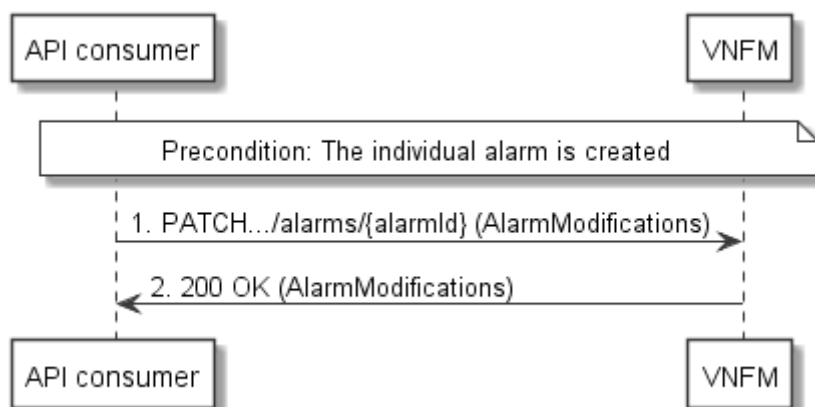 API consumer
VNFM
Precondition: The individual alarm is created
1. PATCH.../alarms/{alarmId} (AlarmModifications)
2. 200 OK (AlarmModifications)
API consumer
VNFM